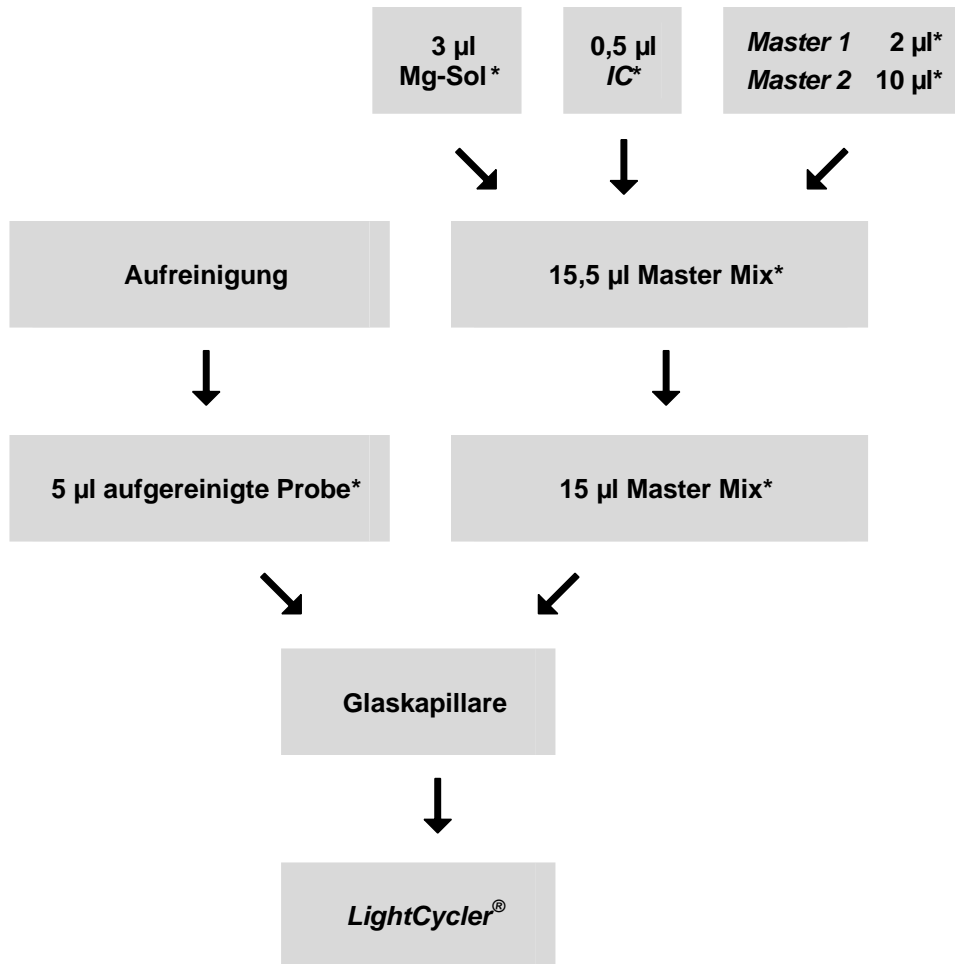 3 µl
Mg-Sol*
0,5 µl
IC*
Master 1 2 µl*
Master 2 10 µl*
Aufreinigung
15,5 µl Master Mix*
5 µl aufgereinigte Probe*
15 µl Master Mix*
Glaskapillare
LightCycler®